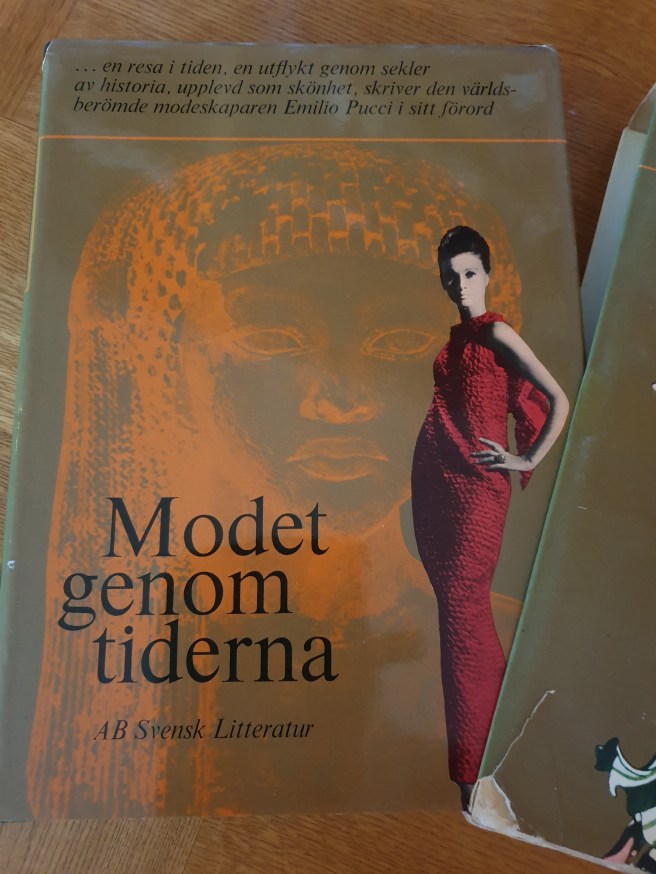 ... en resa i tiden, en utflykt genom sekler
av historia, upplevd som skönhet, skriver den världs-
berömde modeskaparen Emilio Pucci i sitt förord
Modet
genom
tiderna
AB Svensk Litteratur